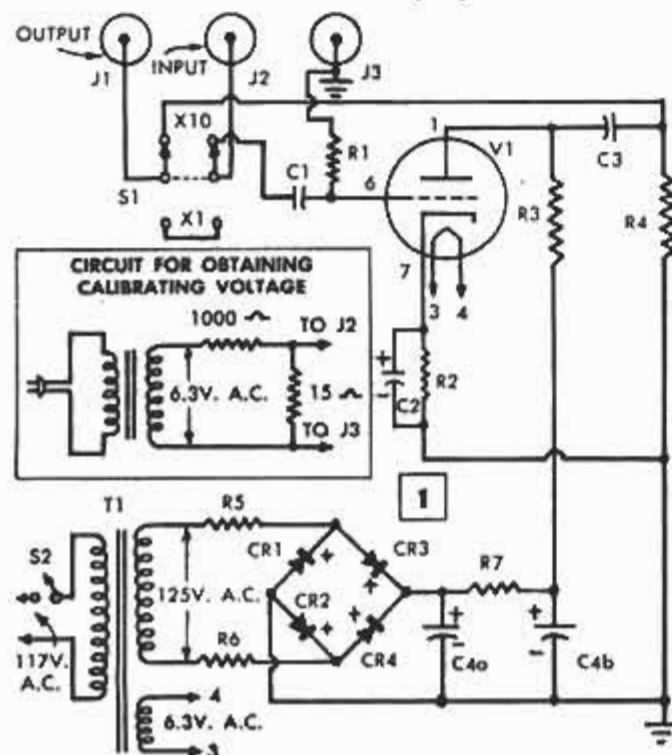 OUTPUT
J1
INPUT
J2
J3
X10
S1
X1
C1
R1
6
1
V1
C3
R3
R4
7
3 4
+
-
C2
R2
CIRCUIT FOR OBTAINING
CALIBRATING VOLTAGE
1000
TO J2
6.3V. A.C.
15
TO J3
1
T1
S2
117V.
A.C.
125V. A.C.
R5
R6
CR1 +
CR3
+
CR2
+
+
CR4
R7
+
-
C4a
+
-
C4b
4
6.3V. A.C.
3